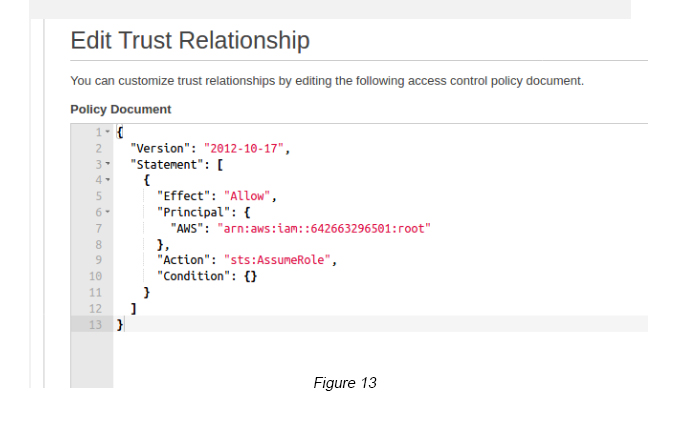 Edit Trust Relationship
You can customize trust relationships by editing the following access control policy document.
Policy Document
1 {
2 "Version": "2012-10-17",
3 "Statement": [
4 {
5 "Effect": "Allow",
6 "Principal": {
7 "AWS": "arn:aws:iam::642663296501:root"
8 },
9 "Action": "sts:AssumeRole",
10 "Condition": {}
11 }
12 ]
13 }
Figure 13